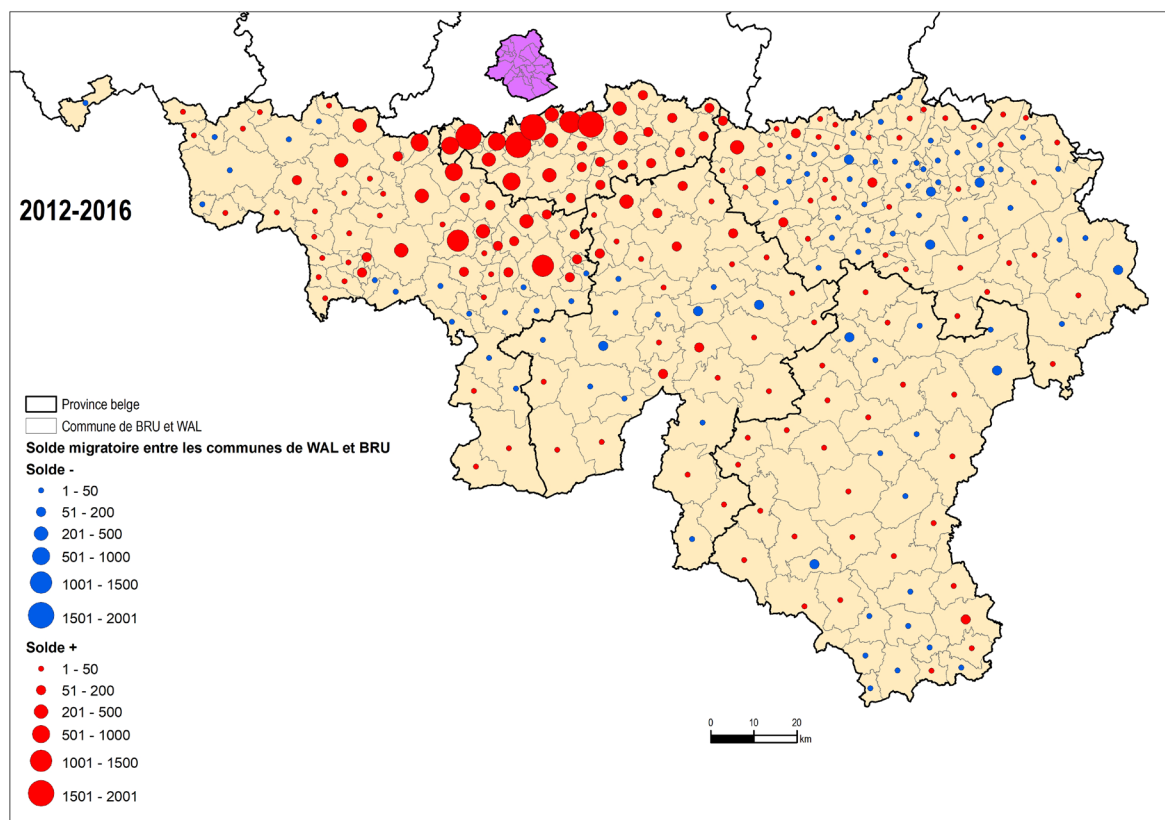 2012-2016
Province belge
Commune de BRU et WAL
Solde migratoire entre les communes de WAL et BRU
Solde -
1 - 50
51 - 200
201 - 500
501 - 1000
1001 - 1500
1501 - 2001
Solde +
1 - 50
51 - 200
201 - 500
501 - 1000
1001 - 1500
1501 - 2001
0 10 20
km